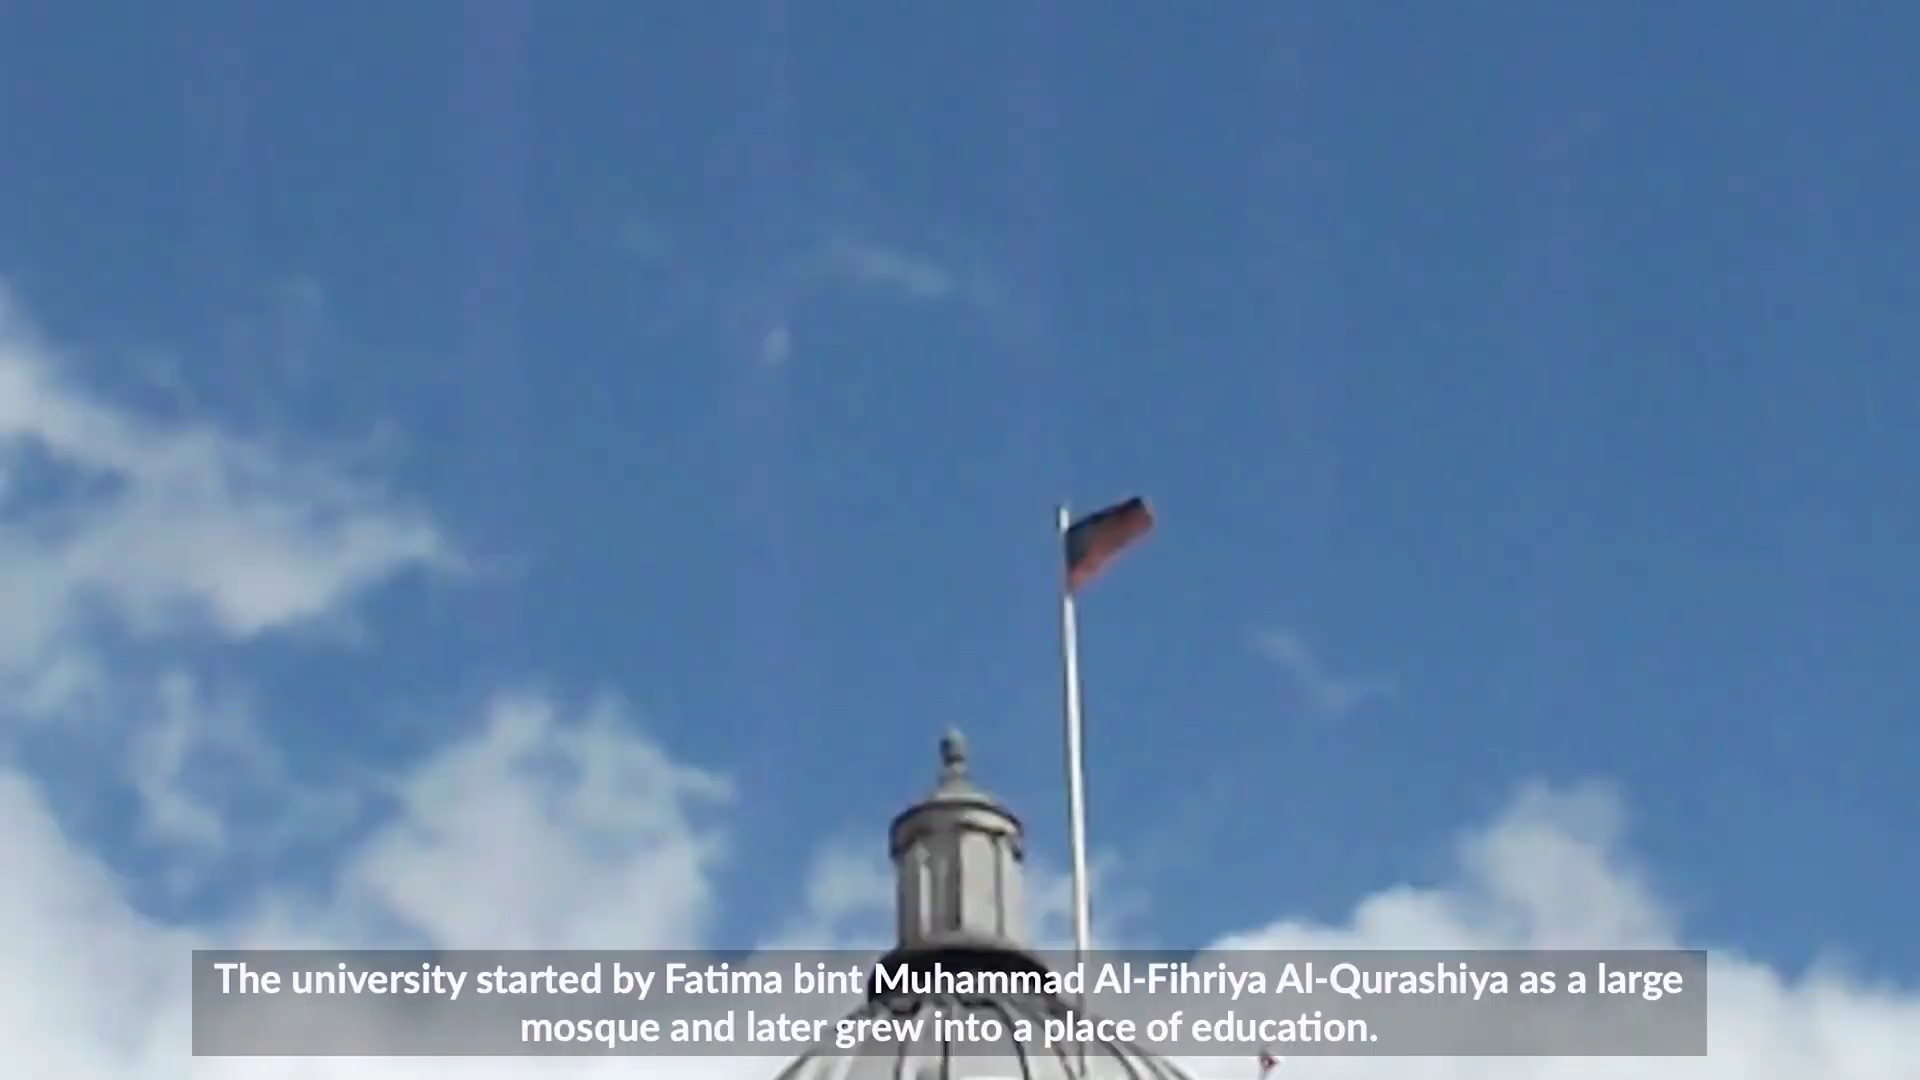 The university started by Fatima bint Muhammad Al-Fihriya Al-Qurashiya as a large
mosque and later grew into a place of education.